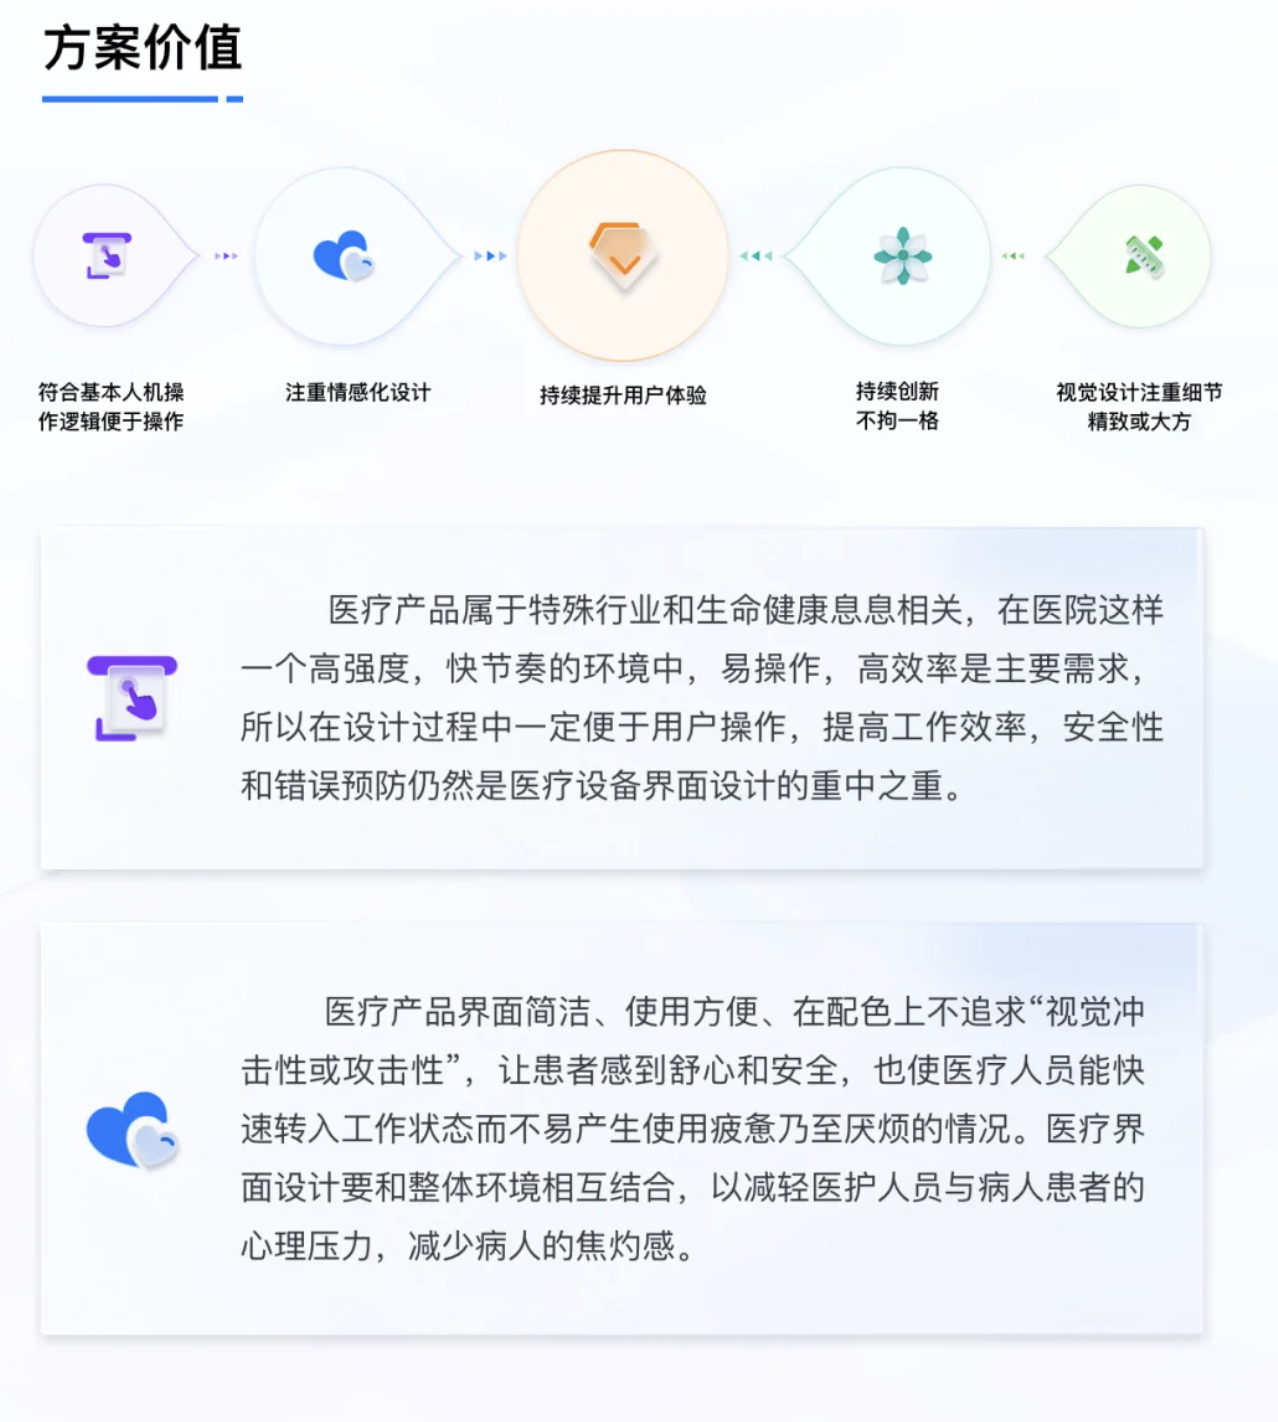 方案价值
符合基本人机操
作逻辑便于操作
注重情感化设计
持续提升用户体验
持续创新
不拘一格
视觉设计注重细节
精致或大方
医疗产品属于特殊行业和生命健康息息相关，在医院这样
一个高强度，快节奏的环境中，易操作，高效率是主要需求，
所以在设计过程中一定便于用户操作，提高工作效率，安全性
和错误预防仍然是医疗设备界面设计的重中之重。
医疗产品界面简洁、使用方便、在配色上不追求“视觉冲
击性或攻击性”，让患者感到舒心和安全，也使医疗人员能快
速转入工作状态而不易产生使用疲惫乃至厌烦的情况。医疗界
面设计要和整体环境相互结合，以减轻医护人员与病人患者的
心理压力，减少病人的焦灼感。